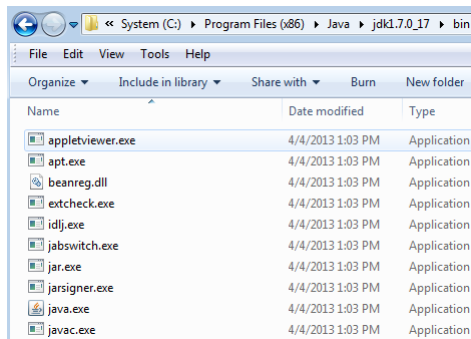 « System (C:) ▸ Program Files (x86) ▸ Java ▸ jdk1.7.0_17 ▸ bin
File Edit View Tools Help
Organize ▾ Include in library ▾ Share with ▾ Burn New folder
Name Date modified Type
appletviewer.exe 4/4/2013 1:03 PM Application
apt.exe 4/4/2013 1:03 PM Application
beanreg.dll 4/4/2013 1:03 PM Application
extcheck.exe 4/4/2013 1:03 PM Application
idlj.exe 4/4/2013 1:03 PM Application
jabswitch.exe 4/4/2013 1:03 PM Application
jar.exe 4/4/2013 1:03 PM Application
jarsigner.exe 4/4/2013 1:03 PM Application
java.exe 4/4/2013 1:03 PM Application
javac.exe 4/4/2013 1:03 PM Application